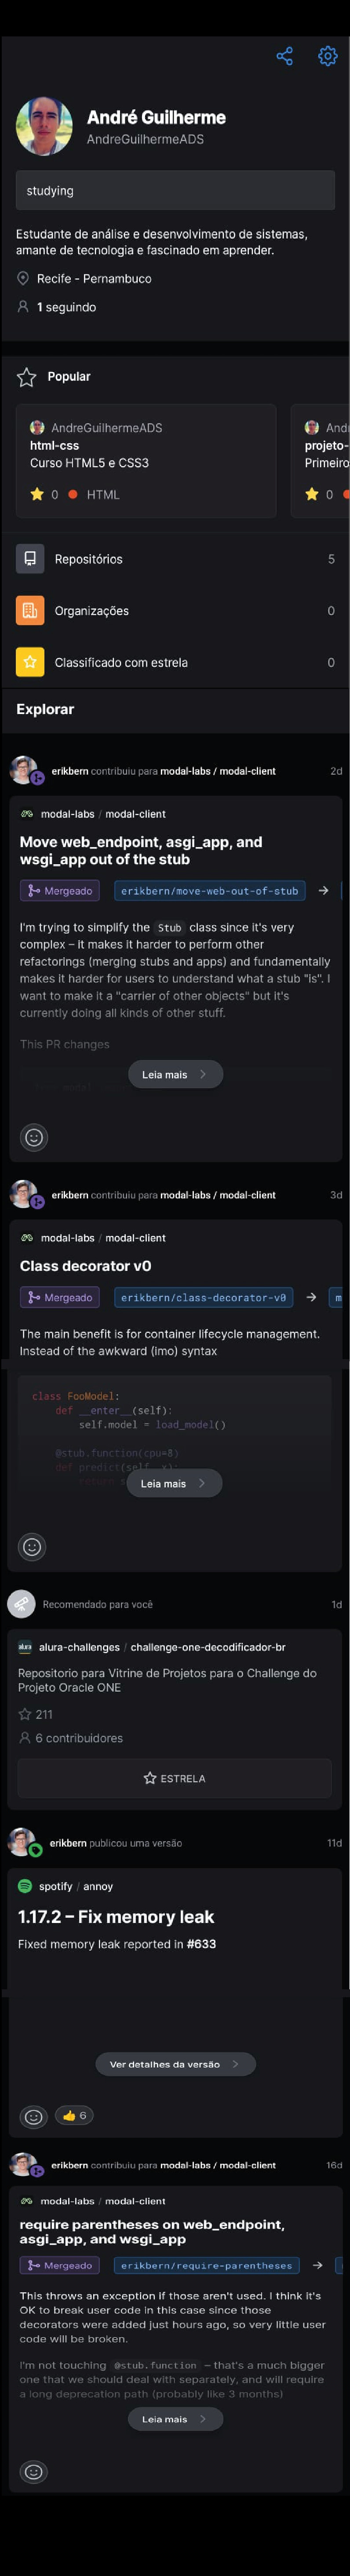 André Guilherme
AndreGuilhermeADS
studying
Estudante de análise e desenvolvimento de sistemas,
amante de tecnologia e fascinado em aprender.
Recife - Pernambuco
1 seguindo
Popular
AndreGuilhermeADS
html-css
Curso HTML5 e CSS3
0 HTML
And
projeto-
Primeiro
0
Repositórios 5
Organizações 0
Classificado com estrela 0
Explorar
erikbern contribuiu para modal-labs / modal-client 2d
modal-labs / modal-client
Move web_endpoint, asgi_app, and
wsgi_app out of the stub
Mergeado erikbern/move-web-out-of-stub →
I'm trying to simplify the Stub class since it's very
complex – it makes it harder to perform other
refactorings (merging stubs and apps) and fundamentally
makes it harder for users to understand what a stub "is". I
want to make it a "carrier of other objects" but it's
currently doing all kinds of other stuff.
This PR changes
Leia mais
erikbern contribuiu para modal-labs / modal-client 3d
modal-labs / modal-client
Class decorator v0
Mergeado erikbern/class-decorator-v0 → m
The main benefit is for container lifecycle management.
Instead of the awkward (imo) syntax
class FooModel:
def __enter__(self):
self.model = load_model()
@stub.function(cpu=8)
def predict(self, x):
Leia mais
Recomendado para você 1d
alura
alura-challenges / challenge-one-decodificador-br
Repositorio para Vitrine de Projetos para o Challenge do
Projeto Oracle ONE
211
6 contribuidores
ESTRELA
erikbern publicou uma versão 11d
spotify / annoy
1.17.2 – Fix memory leak
Fixed memory leak reported in #633
Ver detalhes da versão
6
erikbern contribuiu para modal-labs / modal-client 16d
modal-labs / modal-client
require parentheses on web_endpoint,
asgi_app, and wsgi_app
Mergeado erikbern/require-parentheses →
This throws an exception if those aren't used. I think it's
OK to break user code in this case since those
decorators were added just hours ago, so very little user
code will be broken.
I'm not touching @stub.function – that's a much bigger
one that we should deal with separately, and will require
a long deprecation path (probably like 3 months)
Leia mais